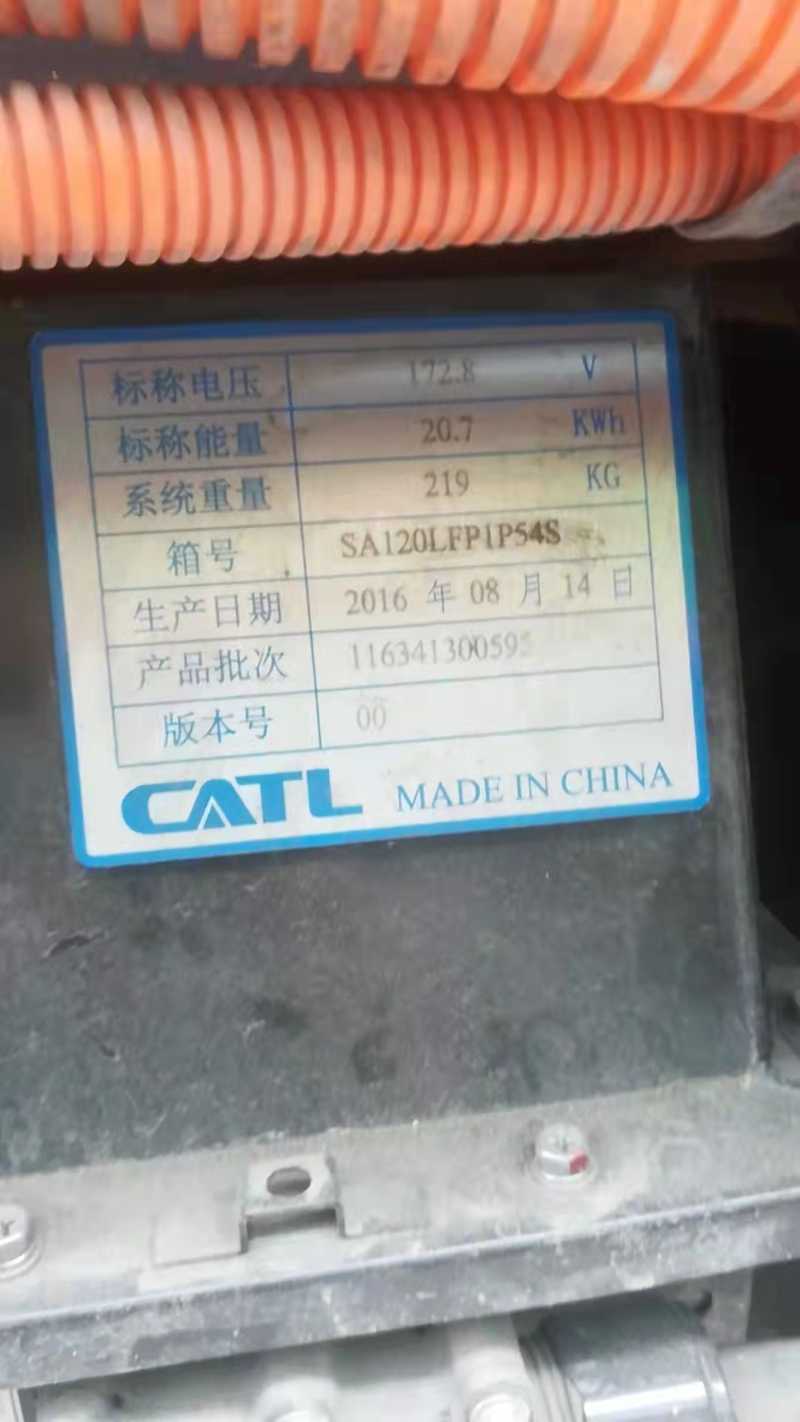 标称电压 172.8 V
标称能量 20.7 KWh
系统重量 219 KG
箱号 SA120LFP1P54S
生产日期 2016 年 08 月 14 日
产品批次 116341300595
版本号 00
CATL MADE IN CHINA